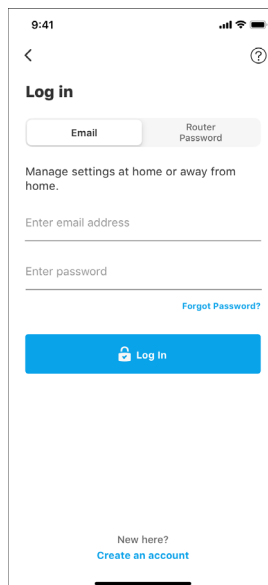 9:41
Log in
Email
Router
Password
Manage settings at home or away from
home.
Enter email address
Enter password
Forgot Password?
Log In
New here?
Create an account